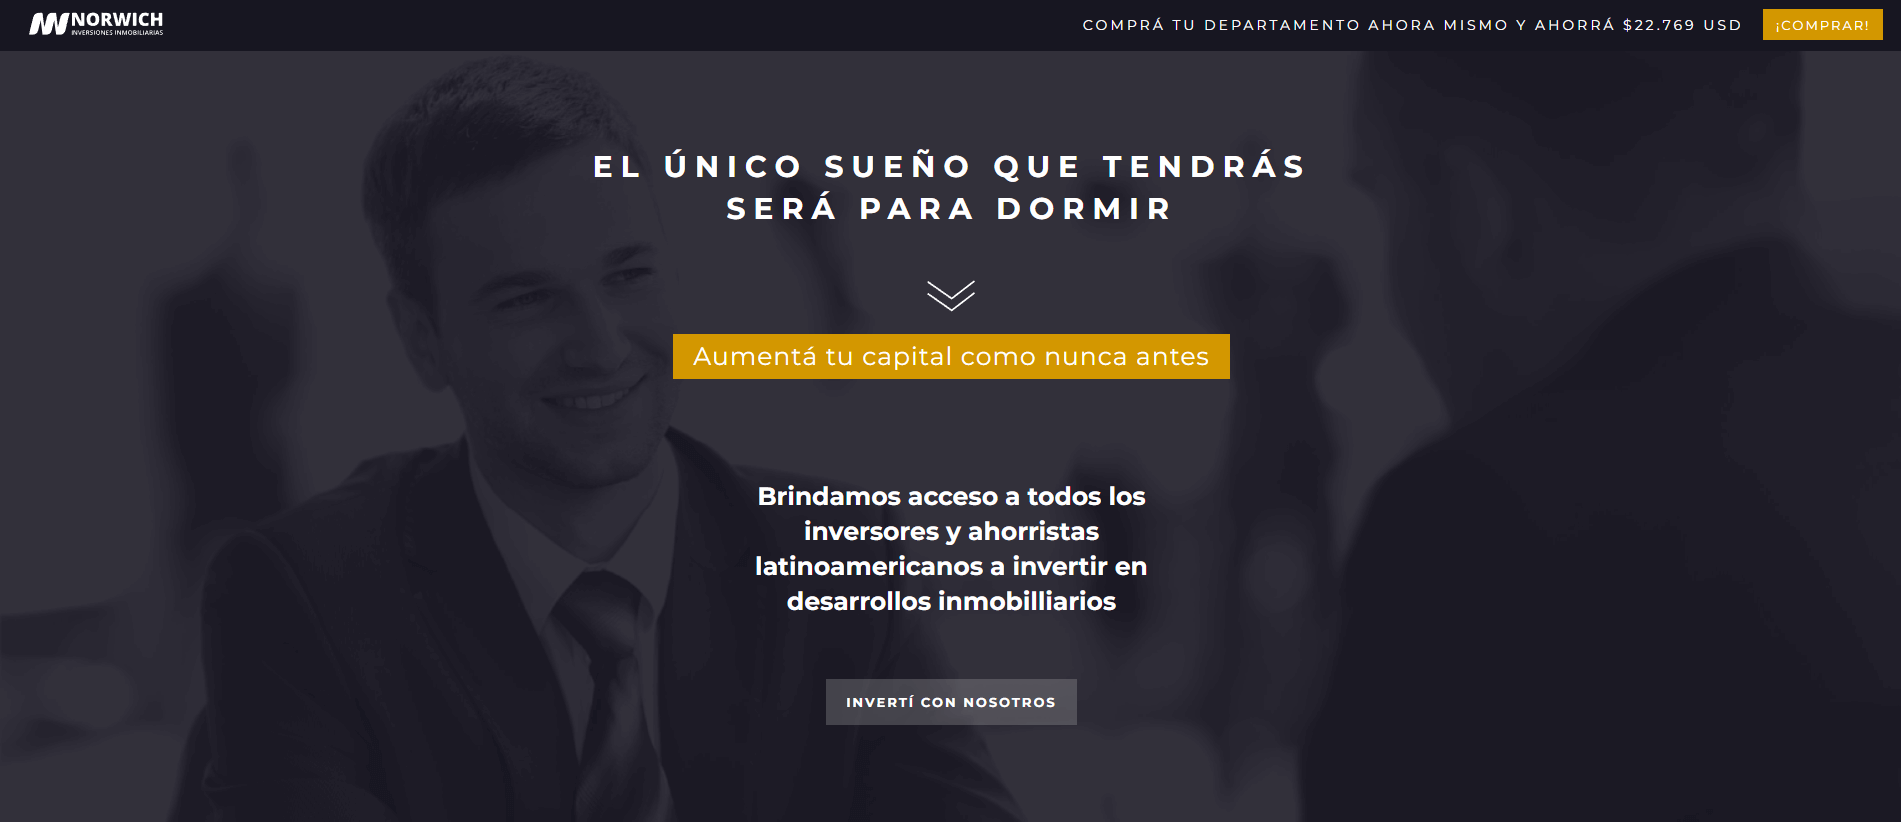 NORWICH
INVERSIONES INMOBILIARIAS
COMPRÁ TU DEPARTAMENTO AHORA MISMO Y AHORRÁ $22.769 USD
¡COMPRAR!
EL ÚNICO SUEÑO QUE TENDRÁS
SERÁ PARA DORMIR
Aumentá tu capital como nunca antes
Brindamos acceso a todos los
inversores y ahorristas
latinoamericanos a invertir en
desarrollos inmobilliarios
INVERTÍ CON NOSOTROS